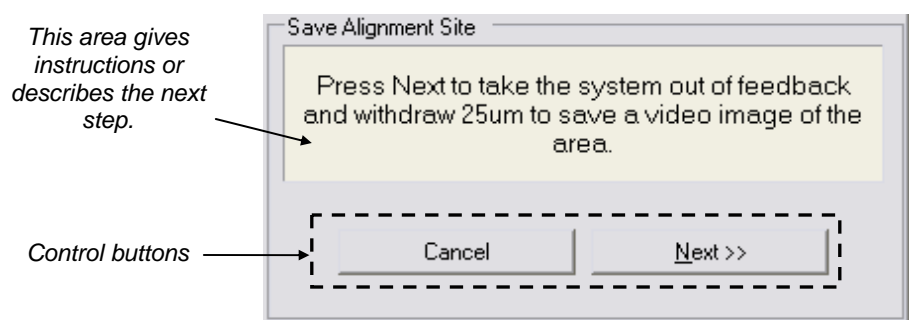 Save Alignment Site
This area gives
instructions or
describes the next
step.
Press Next to take the system out of feedback
and withdraw 25um to save a video image of the
area.
Control buttons
Cancel
Next >>